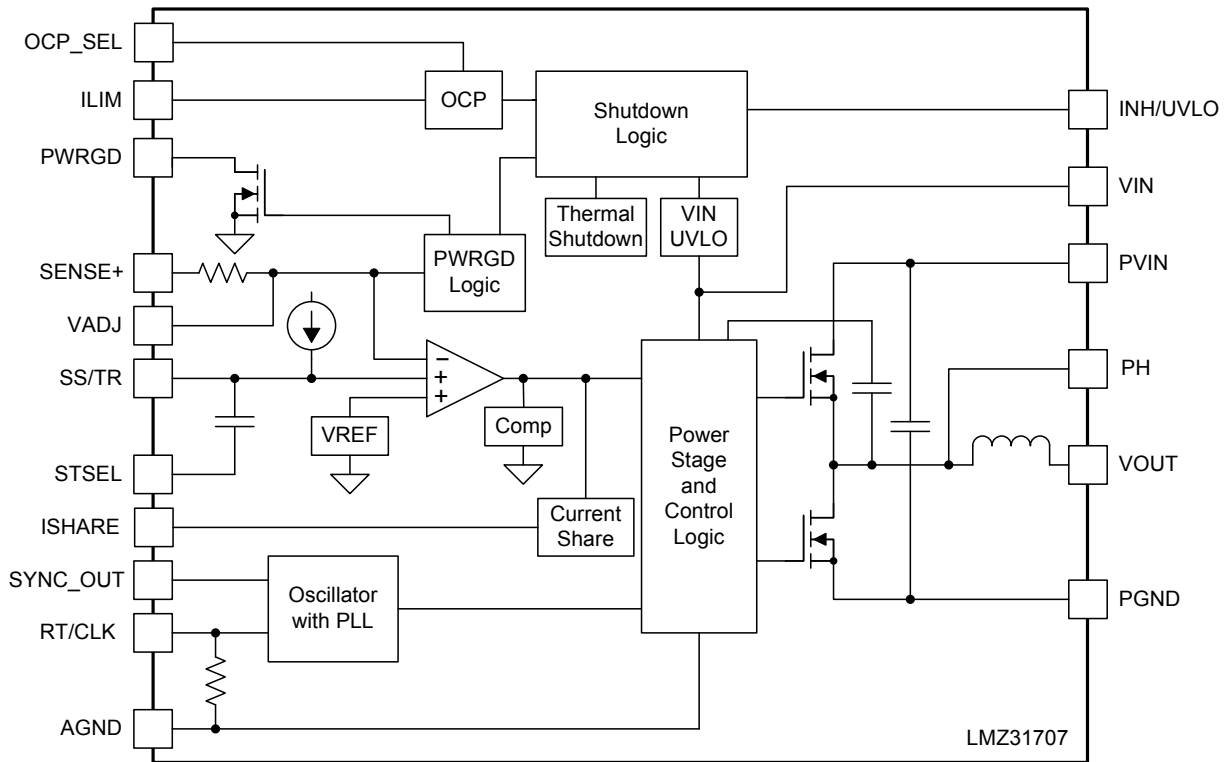 OCP_SEL
ILIM
PWRGD
SENSE+
VADJ
SS/TR
STSEL
ISHARE
SYNC_OUT
RT/CLK
AGND
OCP
Shutdown
Logic
Thermal
Shutdown
VIN
UVLO
PWRGD
Logic
−
+
+
VREF
Comp
Current
Share
Oscillator
with PLL
Power
Stage
and
Control
Logic
INH/UVLO
VIN
PVIN
PH
VOUT
PGND
LMZ31707